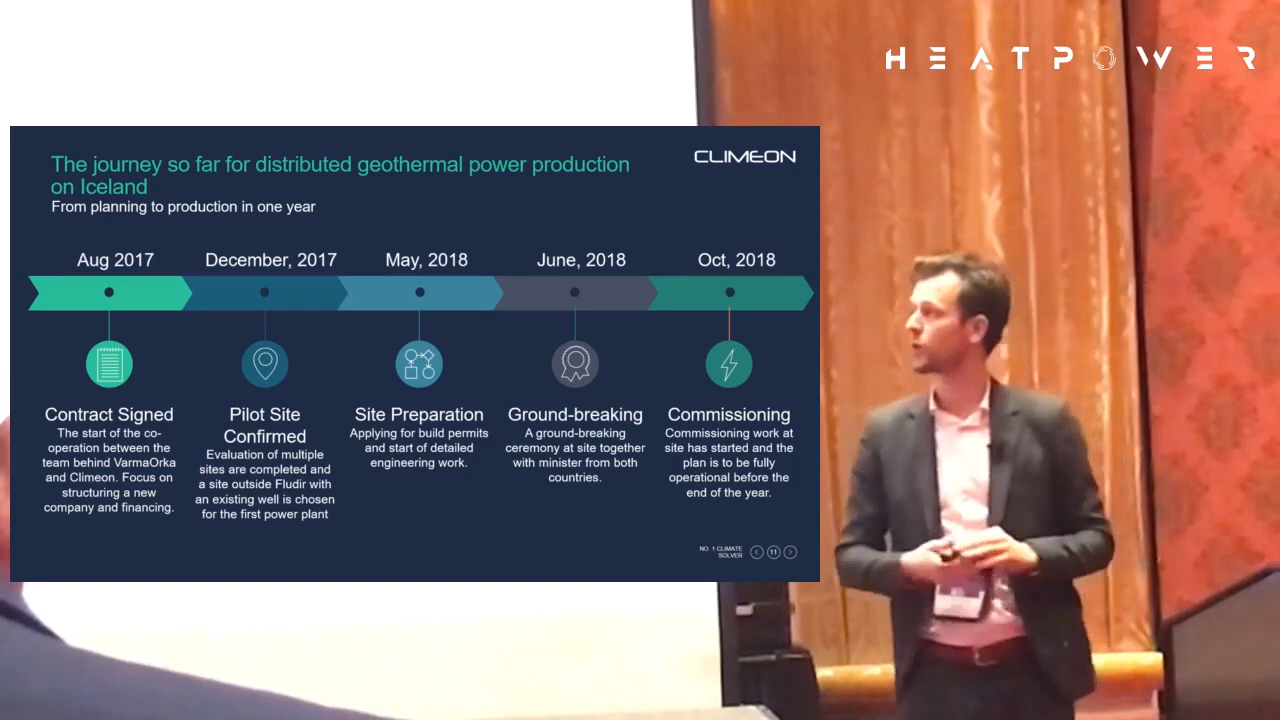 HEATPOWER
The journey so far for distributed geothermal power production
on Iceland
From planning to production in one year
CLIMEON
Aug 2017
December, 2017
May, 2018
June, 2018
Oct, 2018
Contract Signed
The start of the co-
operation between the
team behind VarmaOrka
and Climeon. Focus on
structuring a new
company and financing.
Pilot Site
Confirmed
Evaluation of multiple
sites are completed and
a site outside Fludir with
an existing well is chosen
for the first power plant
Site Preparation
Applying for build permits
and start of detailed
engineering work.
Ground-breaking
A ground-breaking
ceremony at site together
with minister from both
countries.
Commissioning
Commissioning work at
site has started and the
plan is to be fully
operational before the
end of the year.
NO. 1 CLIMATE
SOLVER
11